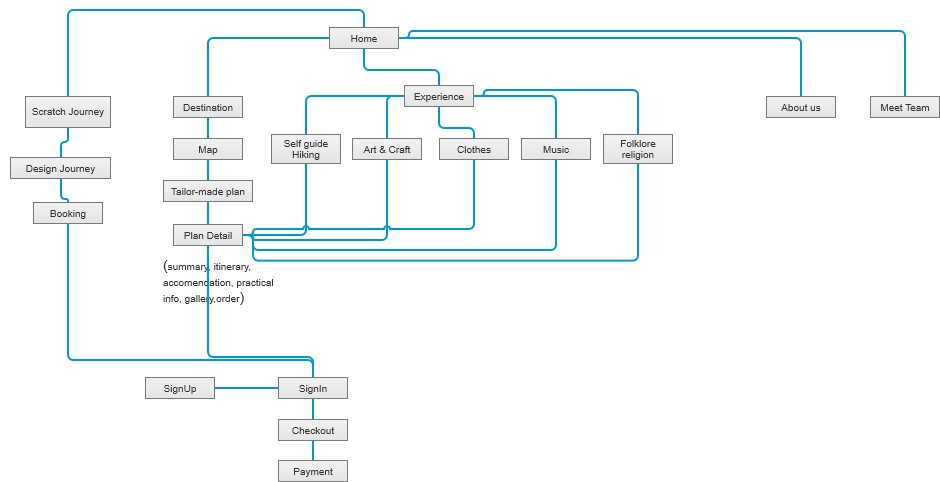 Home
Scratch Journey
Destination
Experience
About us
Meet Team
Map
Self guide
Hiking
Art & Craft
Clothes
Music
Folklore
religion
Design Journey
Tailor-made plan
Booking
Plan Detail
(summary, itinerary,
accomendation, practical
info, gallery,order)
SignUp
SignIn
Checkout
Payment